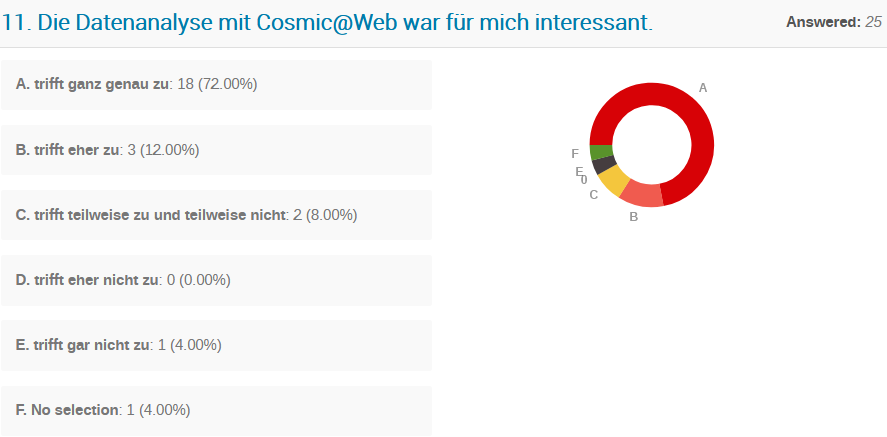 11. Die Datenanalyse mit Cosmic@Web war für mich interessant.
Answered: 25
A. trifft ganz genau zu: 18 (72.00%)
B. trifft eher zu: 3 (12.00%)
C. trifft teilweise zu und teilweise nicht: 2 (8.00%)
D. trifft eher nicht zu: 0 (0.00%)
E. trifft gar nicht zu: 1 (4.00%)
F. No selection: 1 (4.00%)
A
F
E
0
C
B